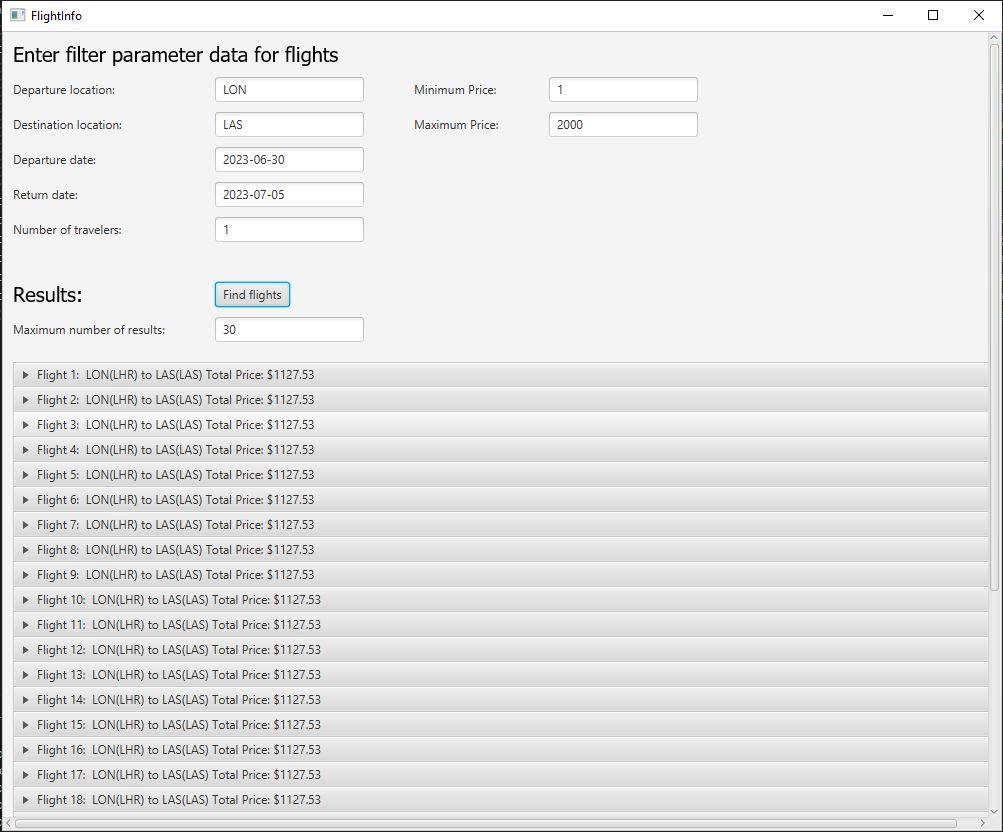 FlightInfo
Enter filter parameter data for flights
Departure location: LON Minimum Price: 1
Destination location: LAS Maximum Price: 2000
Departure date: 2023-06-30
Return date: 2023-07-05
Number of travelers: 1
Results: Find flights
Maximum number of results: 30
Flight 1:  LON(LHR) to LAS(LAS) Total Price: $1127.53
Flight 2:  LON(LHR) to LAS(LAS) Total Price: $1127.53
Flight 3:  LON(LHR) to LAS(LAS) Total Price: $1127.53
Flight 4:  LON(LHR) to LAS(LAS) Total Price: $1127.53
Flight 5:  LON(LHR) to LAS(LAS) Total Price: $1127.53
Flight 6:  LON(LHR) to LAS(LAS) Total Price: $1127.53
Flight 7:  LON(LHR) to LAS(LAS) Total Price: $1127.53
Flight 8:  LON(LHR) to LAS(LAS) Total Price: $1127.53
Flight 9:  LON(LHR) to LAS(LAS) Total Price: $1127.53
Flight 10:  LON(LHR) to LAS(LAS) Total Price: $1127.53
Flight 11:  LON(LHR) to LAS(LAS) Total Price: $1127.53
Flight 12:  LON(LHR) to LAS(LAS) Total Price: $1127.53
Flight 13:  LON(LHR) to LAS(LAS) Total Price: $1127.53
Flight 14:  LON(LHR) to LAS(LAS) Total Price: $1127.53
Flight 15:  LON(LHR) to LAS(LAS) Total Price: $1127.53
Flight 16:  LON(LHR) to LAS(LAS) Total Price: $1127.53
Flight 17:  LON(LHR) to LAS(LAS) Total Price: $1127.53
Flight 18:  LON(LHR) to LAS(LAS) Total Price: $1127.53